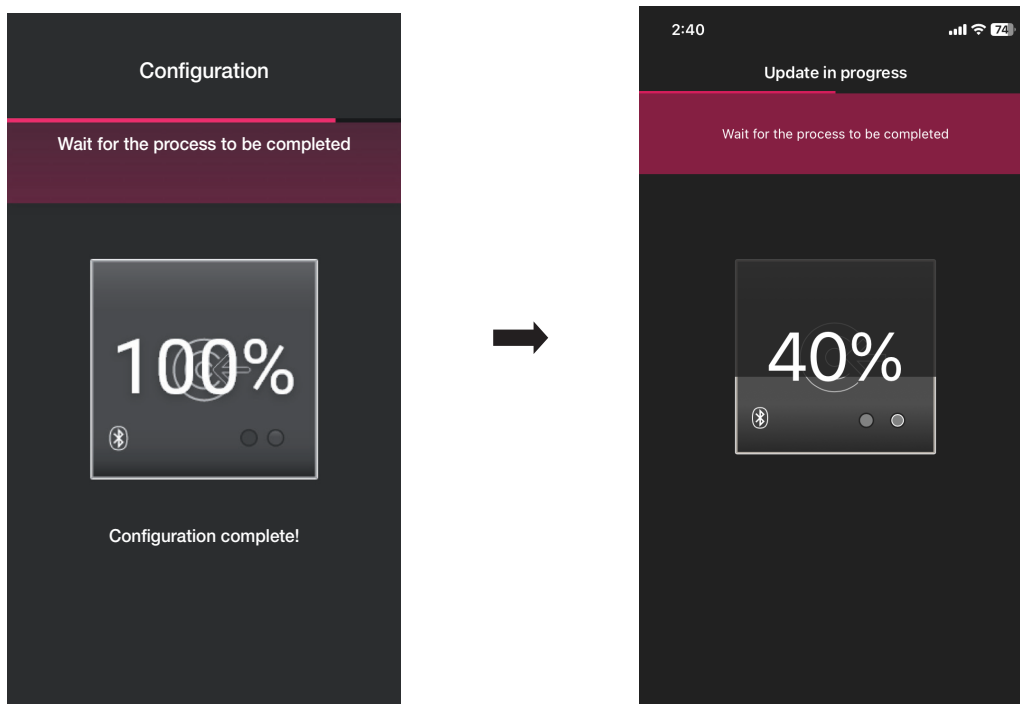 Configuration
Wait for the process to be completed
100%
Configuration complete!
2:40
74
Update in progress
Wait for the process to be completed
40%